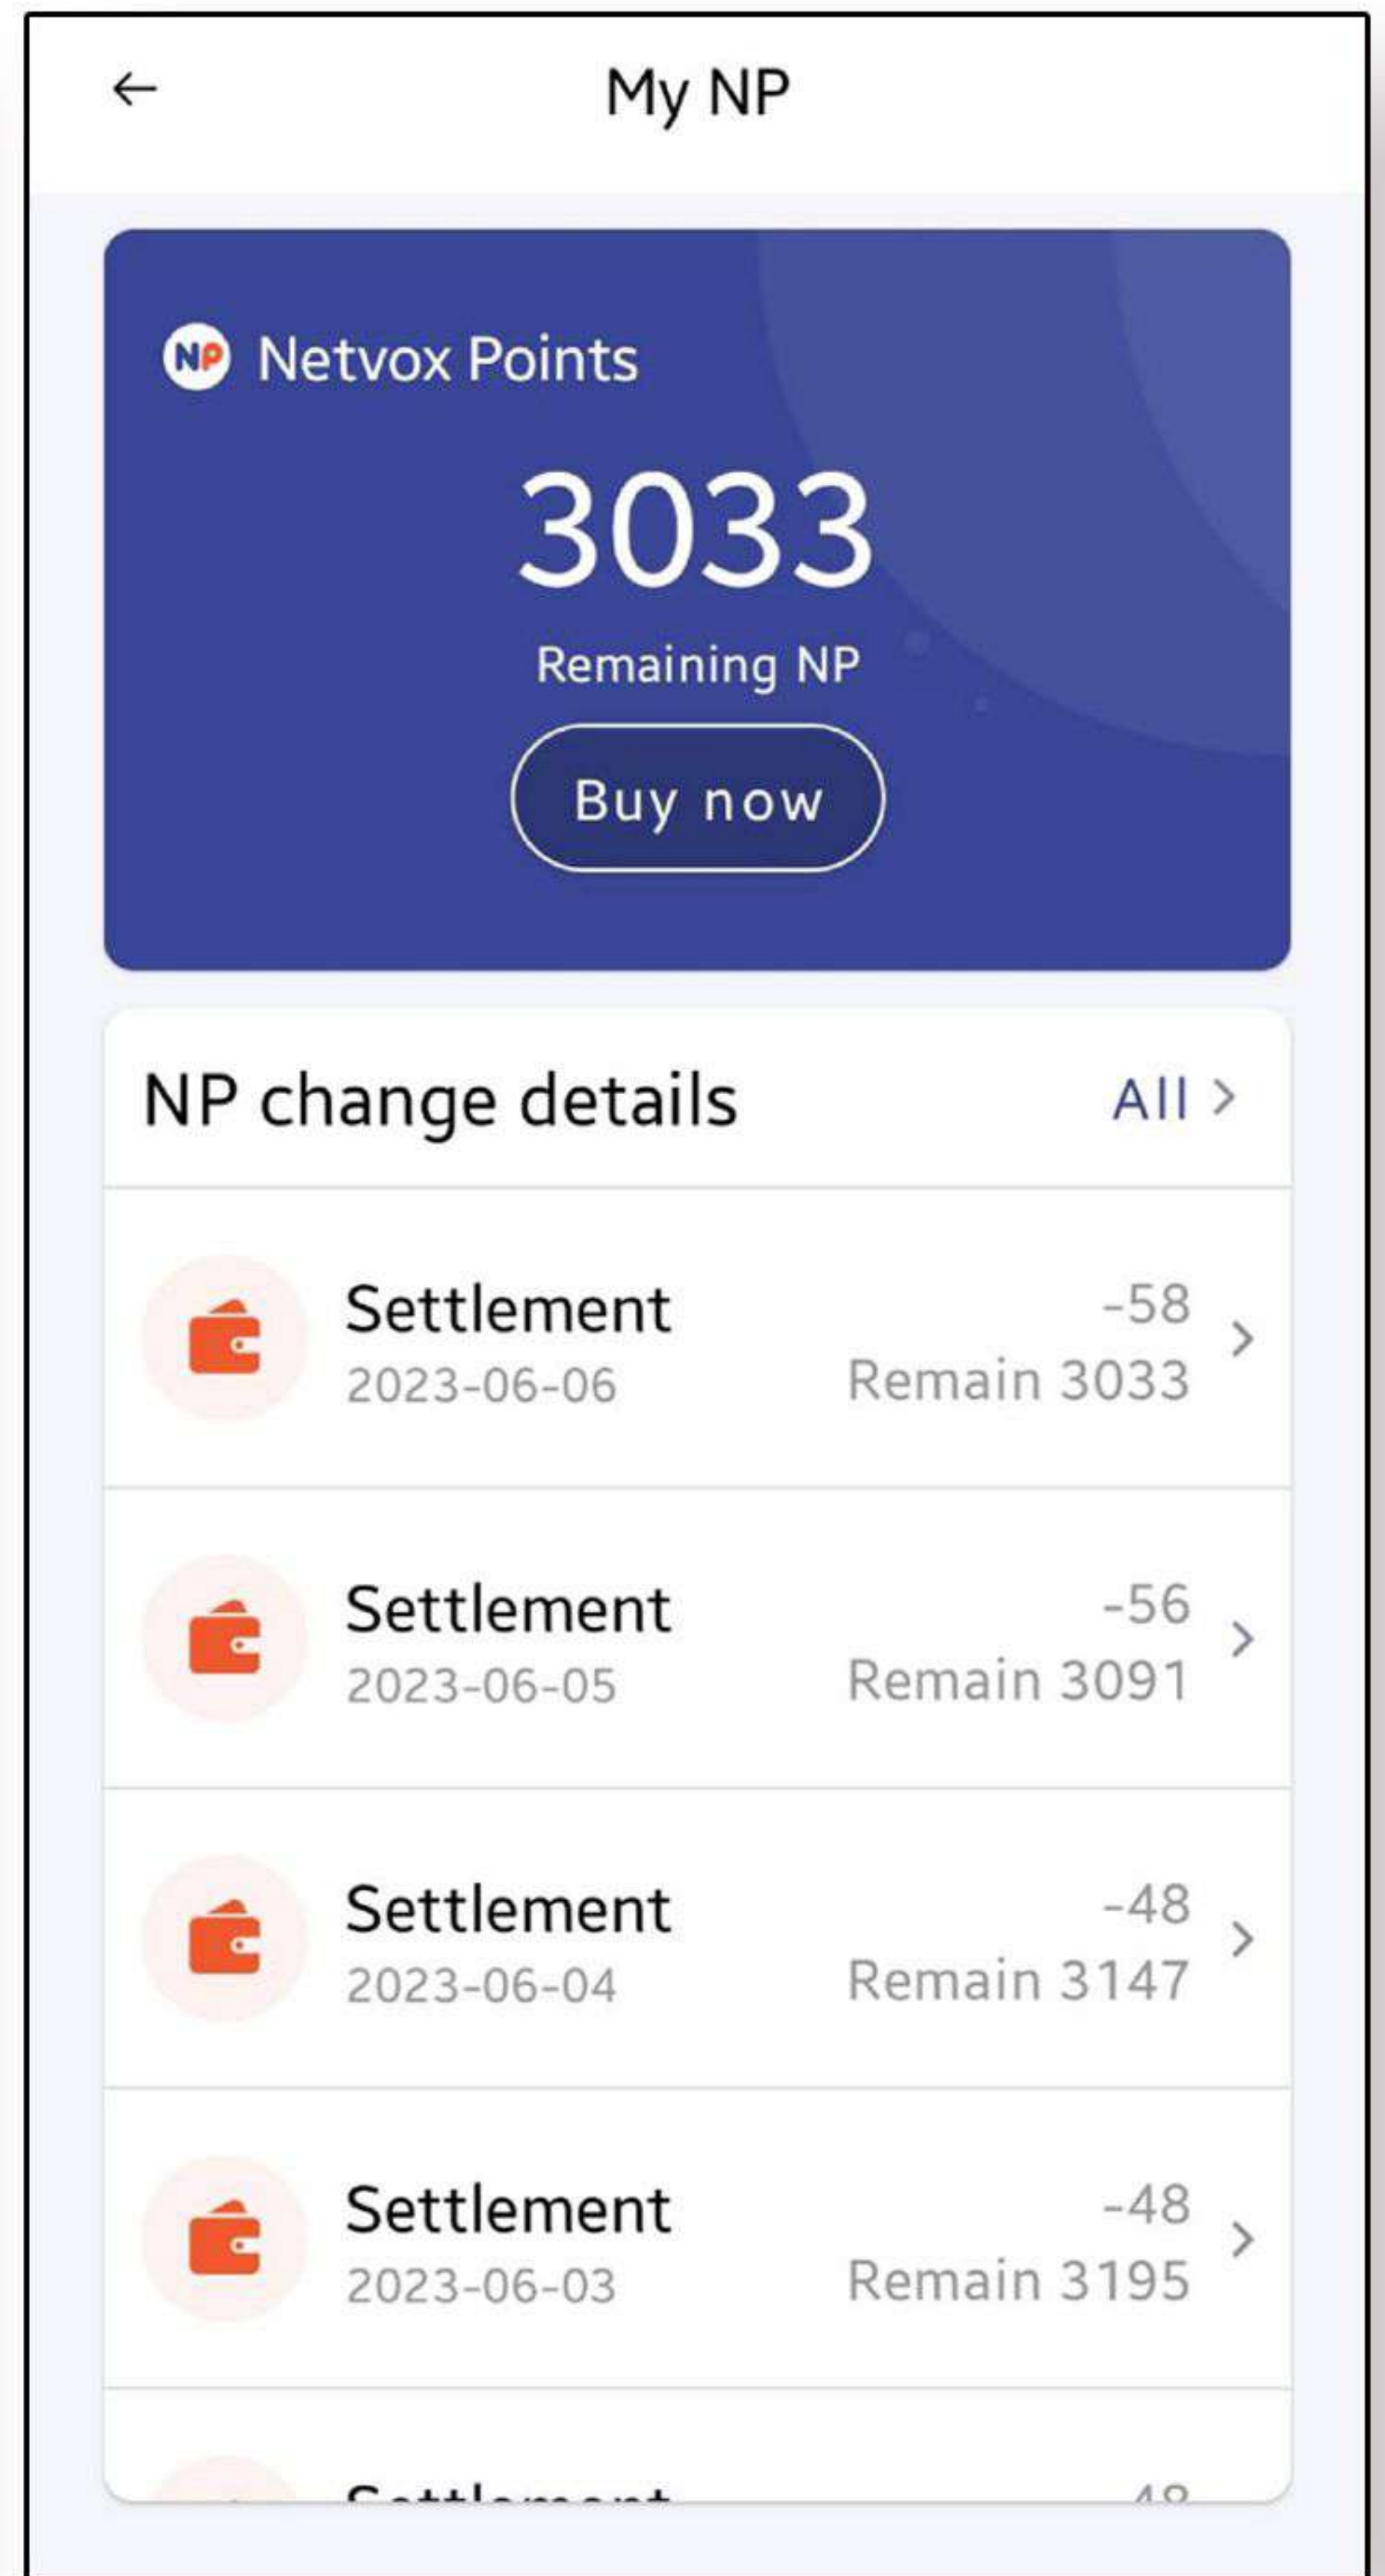 My NP
NP Netvox Points
3033
Remaining NP
Buy now
NP change details
All >
Settlement
-58
2023-06-06
Remain 3033
Settlement
-56
2023-06-05
Remain 3091
Settlement
-48
2023-06-04
Remain 3147
Settlement
-48
2023-06-03
Remain 3195
Settlement